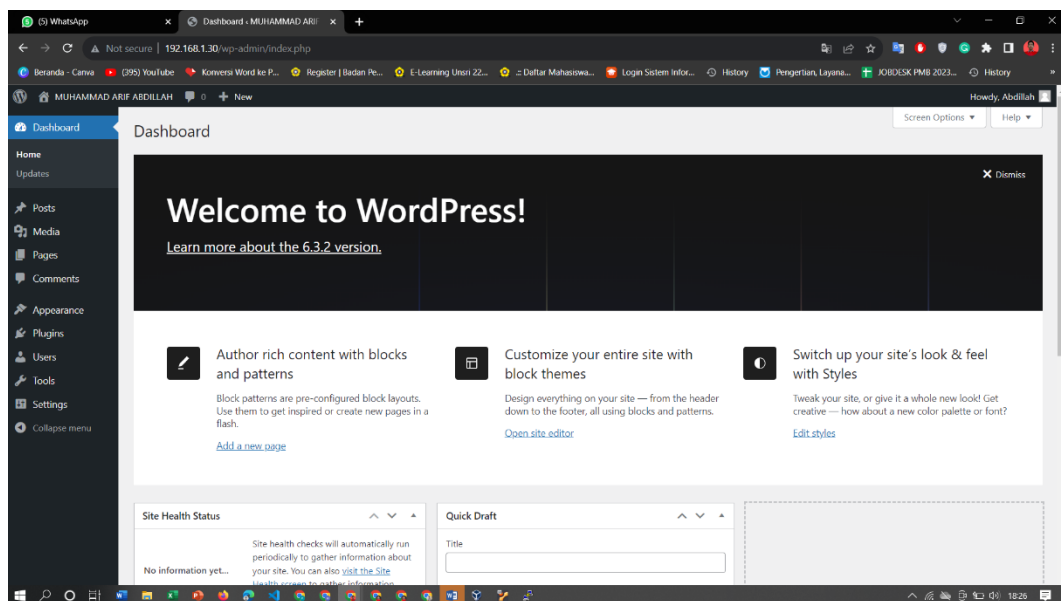 (5) WhatsApp
Dashboard ‹ MUHAMMAD ARIF
Not secure | 192.168.1.30/wp-admin/index.php
Beranda - Canva (395) YouTube Konversi Word ke P... Register | Badan Pe... E-Learning Unsri 22... .:: Daftar Mahasiswa... Login Sistem Infor... History Pengertian, Layana... JOBDESK PMB 2023... History »
MUHAMMAD ARIF ABDILLAH 0 + New Howdy, Abdillah
Screen Options ▼ Help ▼
Dashboard
Home
Updates
Posts
Media
Pages
Comments
Appearance
Plugins
Users
Tools
Settings
Collapse menu
Dashboard
Dismiss
Welcome to WordPress!
Learn more about the 6.3.2 version.
Author rich content with blocks
and patterns
Block patterns are pre-configured block layouts.
Use them to get inspired or create new pages in a
flash.
Add a new page
Customize your entire site with
block themes
Design everything on your site — from the header
down to the footer, all using blocks and patterns.
Open site editor
Switch up your site's look & feel
with Styles
Tweak your site, or give it a whole new look! Get
creative — how about a new color palette or font?
Edit styles
Site Health Status
No information yet...
Site health checks will automatically run
periodically to gather information about
your site. You can also visit the Site
Health screen to gather information
Quick Draft
Title
18:26